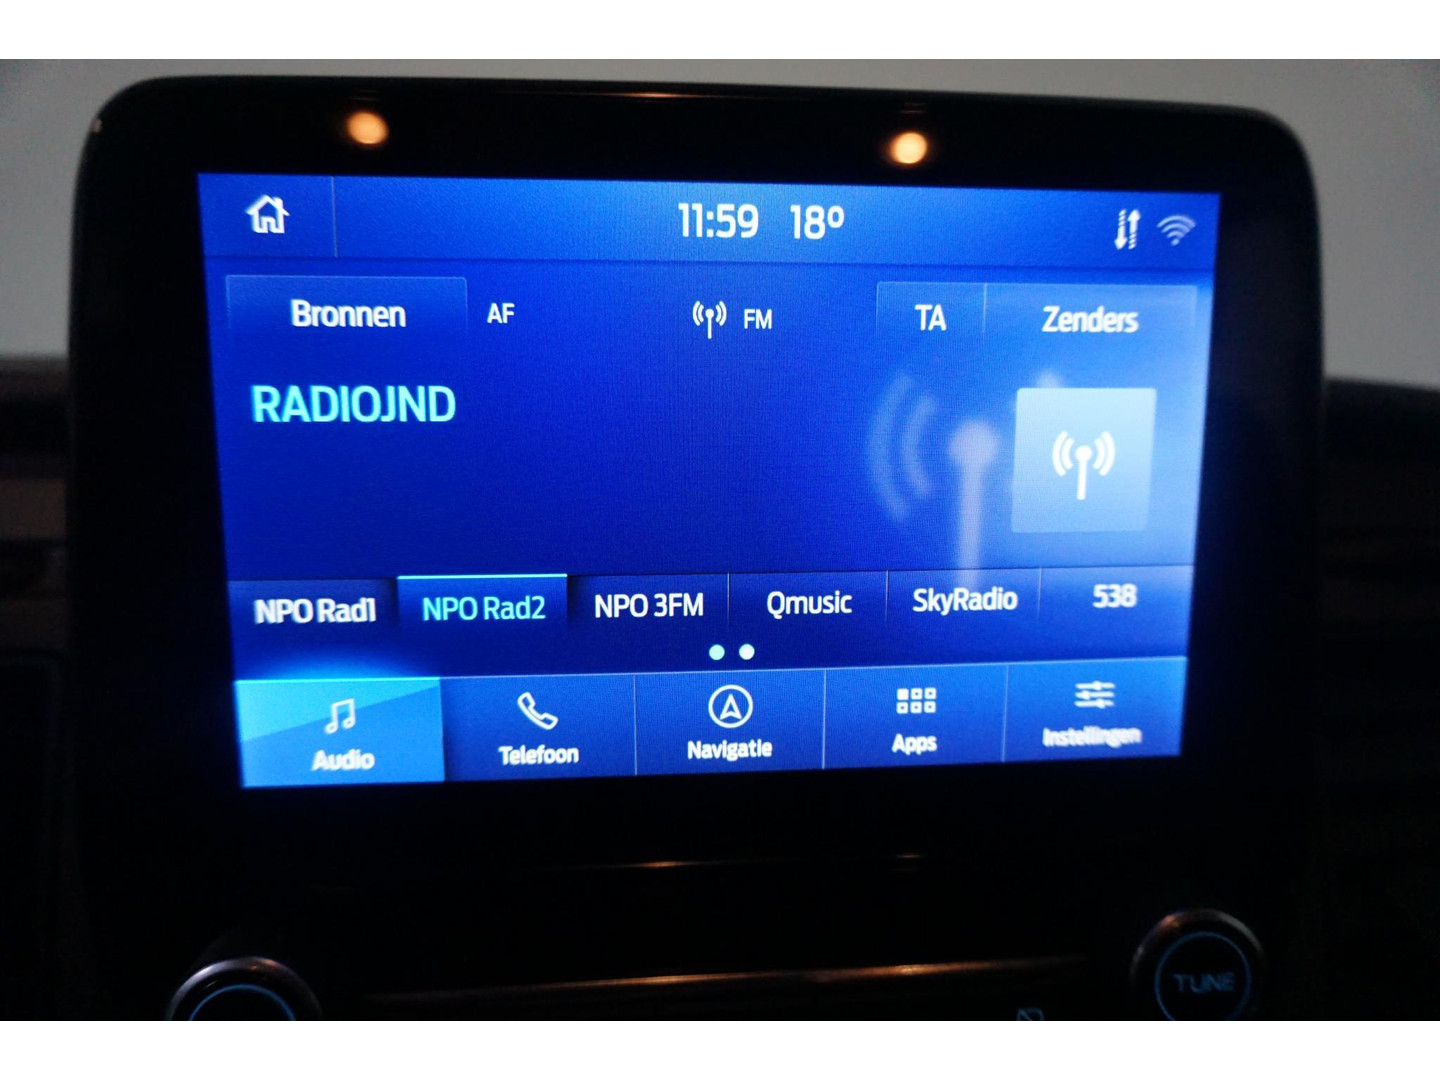 11:59 18°
Bronnen AF FM TA Zenders
RADIOJND
NPO Rad1 NPO Rad2 NPO 3FM Qmusic SkyRadio 538
Audio Telefoon Navigatie Apps Instellingen
TUNE